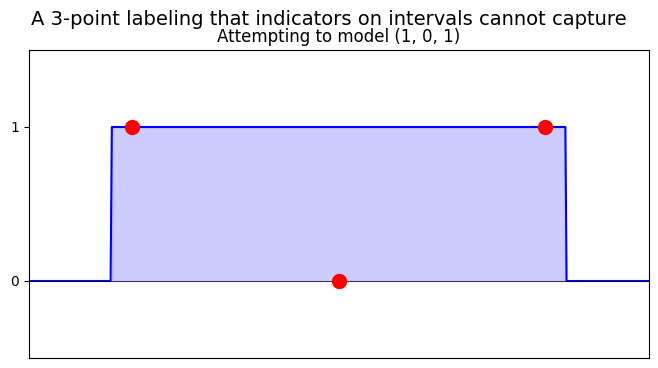 A 3-point labeling that indicators on intervals cannot capture
Attempting to model (1, 0, 1)
1
0